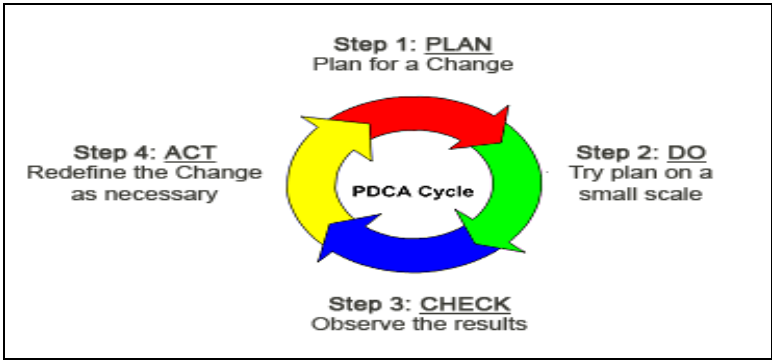 Step 1: PLAN
Plan for a Change
Step 4: ACT
Redefine the Change
as necessary
PDCA Cycle
Step 2: DO
Try plan on a
small scale
Step 3: CHECK
Observe the results